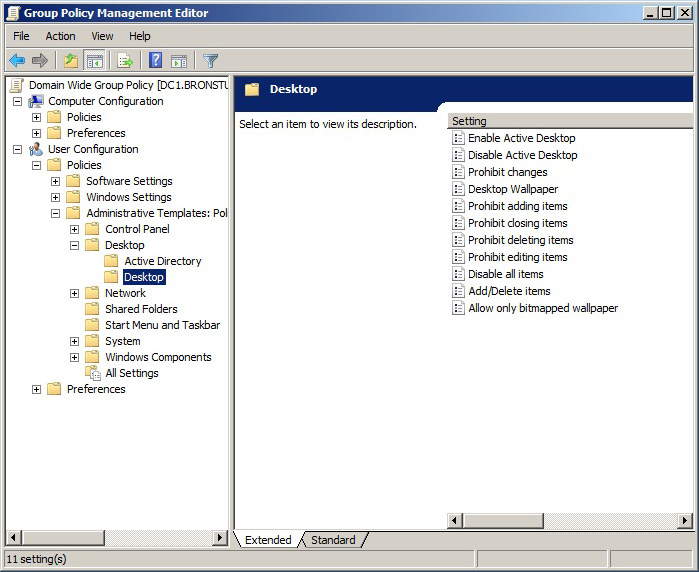 Group Policy Management Editor
File Action View Help
Domain Wide Group Policy [DC1.BRONSTU
Computer Configuration
Policies
Preferences
User Configuration
Policies
Software Settings
Windows Settings
Administrative Templates: Pol
Control Panel
Desktop
Active Directory
Desktop
Network
Shared Folders
Start Menu and Taskbar
System
Windows Components
All Settings
Preferences
Desktop
Select an item to view its description.
Setting
Enable Active Desktop
Disable Active Desktop
Prohibit changes
Desktop Wallpaper
Prohibit adding items
Prohibit closing items
Prohibit deleting items
Prohibit editing items
Disable all items
Add/Delete items
Allow only bitmapped wallpaper
Extended Standard
11 setting(s)